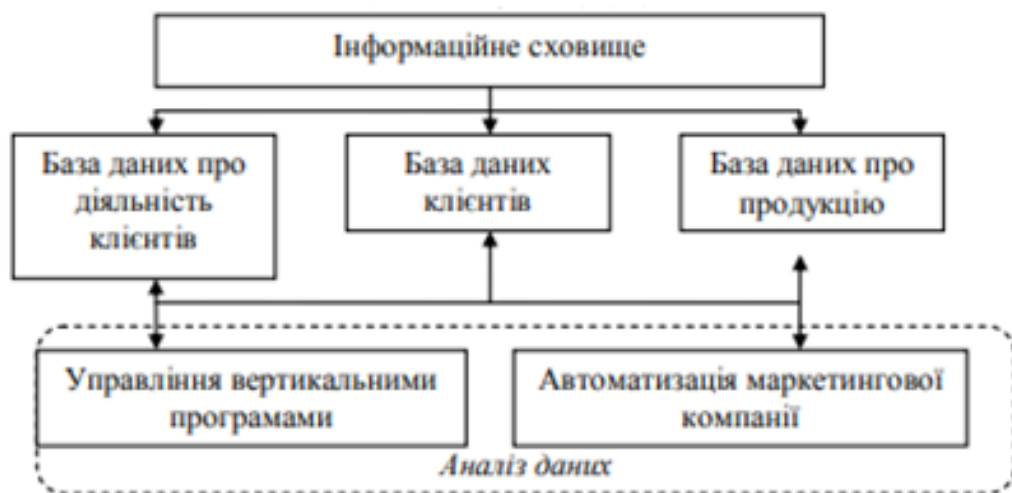 Інформаційне сховище
База даних про
діяльність
клієнтів
База даних
клієнтів
База даних про
продукцію
Управління вертикальними
програмами
Автоматизація маркетингової
компанії
Аналіз даних